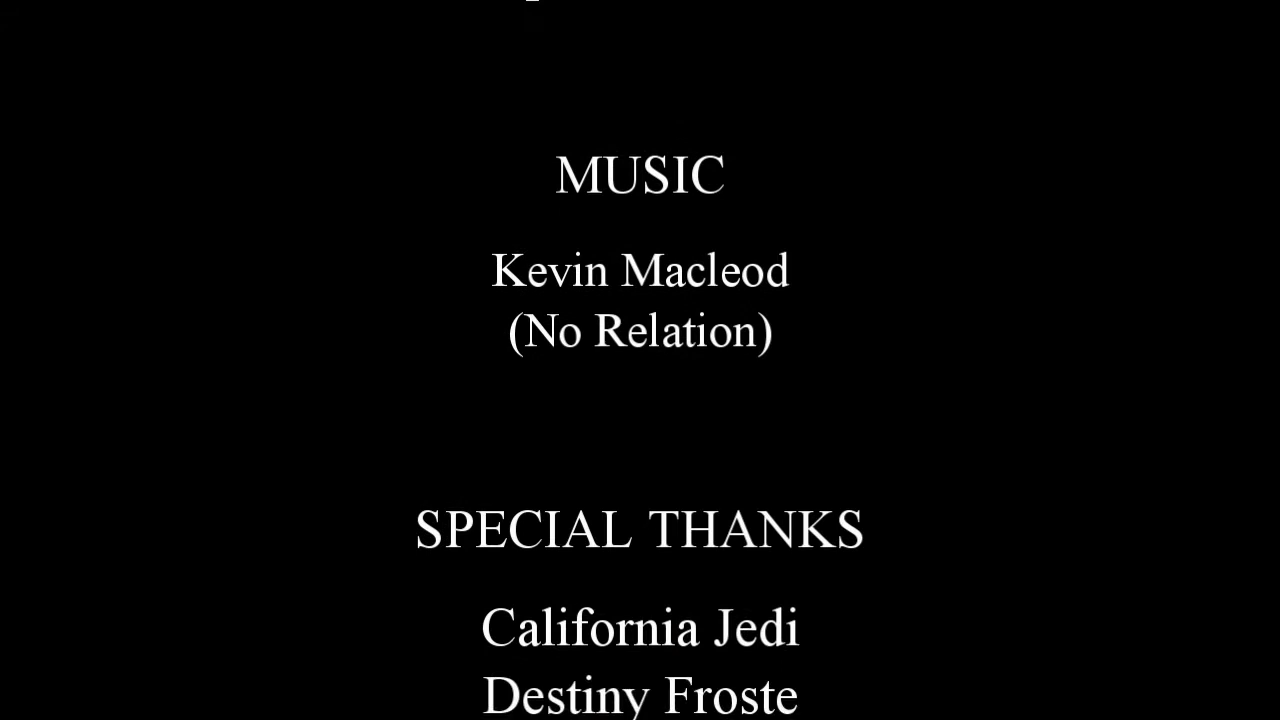 MUSIC
Kevin Macleod
(No Relation)
SPECIAL THANKS
California Jedi
Destiny Froste